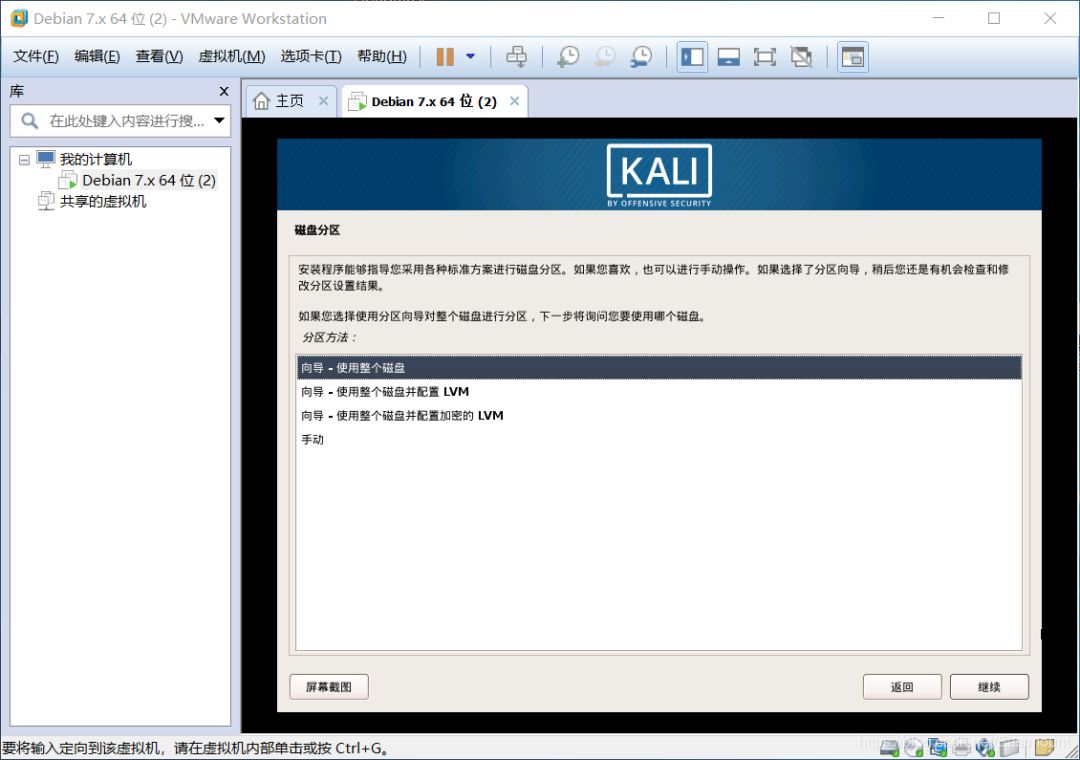 Debian 7.x 64 位 (2) - VMware Workstation
文件(F) 编辑(E) 查看(V) 虚拟机(M) 选项卡(T) 帮助(H)
库
主页
Debian 7.x 64 位 (2)
在此处键入内容进行搜...
我的计算机
Debian 7.x 64 位 (2)
共享的虚拟机
KALI
BY OFFENSIVE SECURITY
磁盘分区
安装程序能够指导您采用各种标准方案进行磁盘分区。如果您喜欢，也可以进行手动操作。如果选择了分区向导，稍后您还是有机会检查和修
改分区设置结果。
如果您选择使用分区向导对整个磁盘进行分区，下一步将询问您要使用哪个磁盘。
分区方法：
向导 - 使用整个磁盘
向导 - 使用整个磁盘并配置 LVM
向导 - 使用整个磁盘并配置加密的 LVM
手动
屏幕截图
返回
继续
要将输入定向到该虚拟机，请在虚拟机内部单击或按 Ctrl+G。